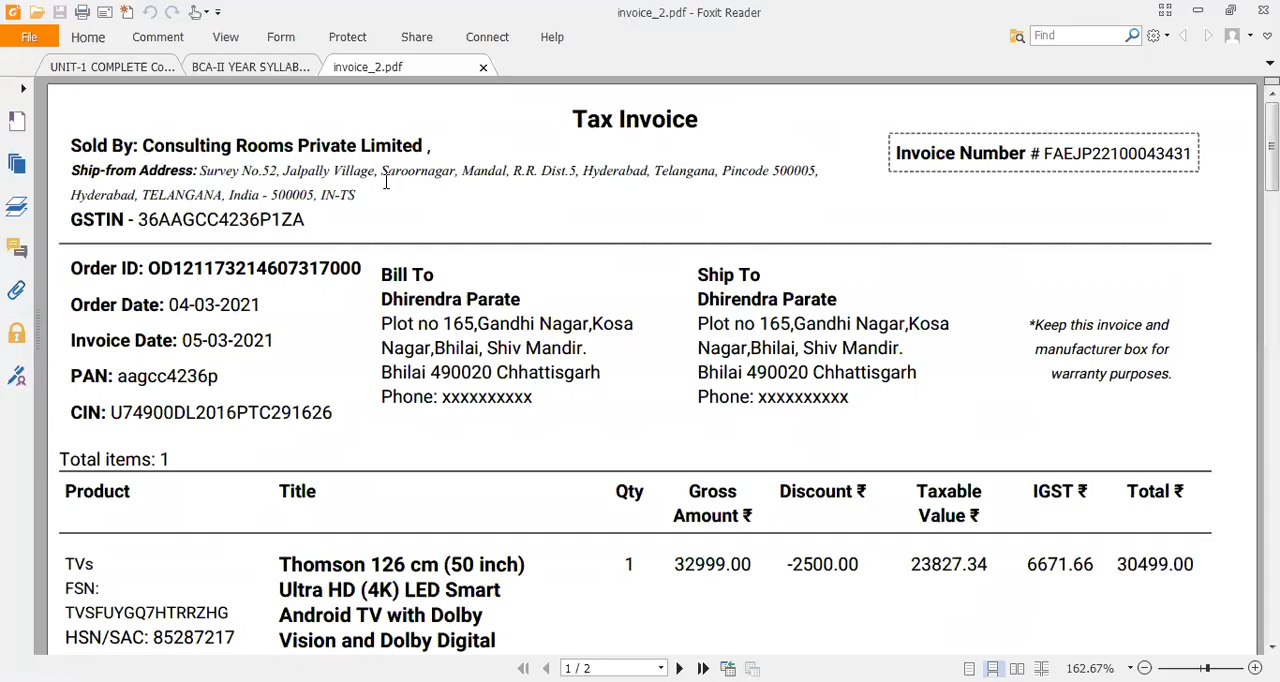 invoice_2.pdf - Foxit Reader
File Home Comment View Form Protect Share Connect Help Find
UNIT-1 COMPLETE Co... BCA-II YEAR SYLLAB... invoice_2.pdf
Tax Invoice
Sold By: Consulting Rooms Private Limited ,
Invoice Number # FAEJP22100043431
Ship-from Address: Survey No.52, Jalpally Village, Saroornagar, Mandal, R.R. Dist.5, Hyderabad, Telangana, Pincode 500005,
Hyderabad, TELANGANA, India - 500005, IN-TS
GSTIN - 36AAGCC4236P1ZA
Order ID: OD121173214607317000
Order Date: 04-03-2021
Invoice Date: 05-03-2021
PAN: aagcc4236p
CIN: U74900DL2016PTC291626
Bill To
Dhirendra Parate
Plot no 165,Gandhi Nagar,Kosa
Nagar,Bhilai, Shiv Mandir.
Bhilai 490020 Chhattisgarh
Phone: xxxxxxxxxx
Ship To
Dhirendra Parate
Plot no 165,Gandhi Nagar,Kosa
Nagar,Bhilai, Shiv Mandir.
Bhilai 490020 Chhattisgarh
Phone: xxxxxxxxxx
*Keep this invoice and
manufacturer box for
warranty purposes.
Total items: 1
Product Title Qty Gross Discount ₹ Taxable IGST ₹ Total ₹
Amount ₹ Value ₹
TVs Thomson 126 cm (50 inch) 1 32999.00 -2500.00 23827.34 6671.66 30499.00
FSN: Ultra HD (4K) LED Smart
TVSFUYGQ7HTRRZHG Android TV with Dolby
HSN/SAC: 85287217 Vision and Dolby Digital
1 / 2 162.67%